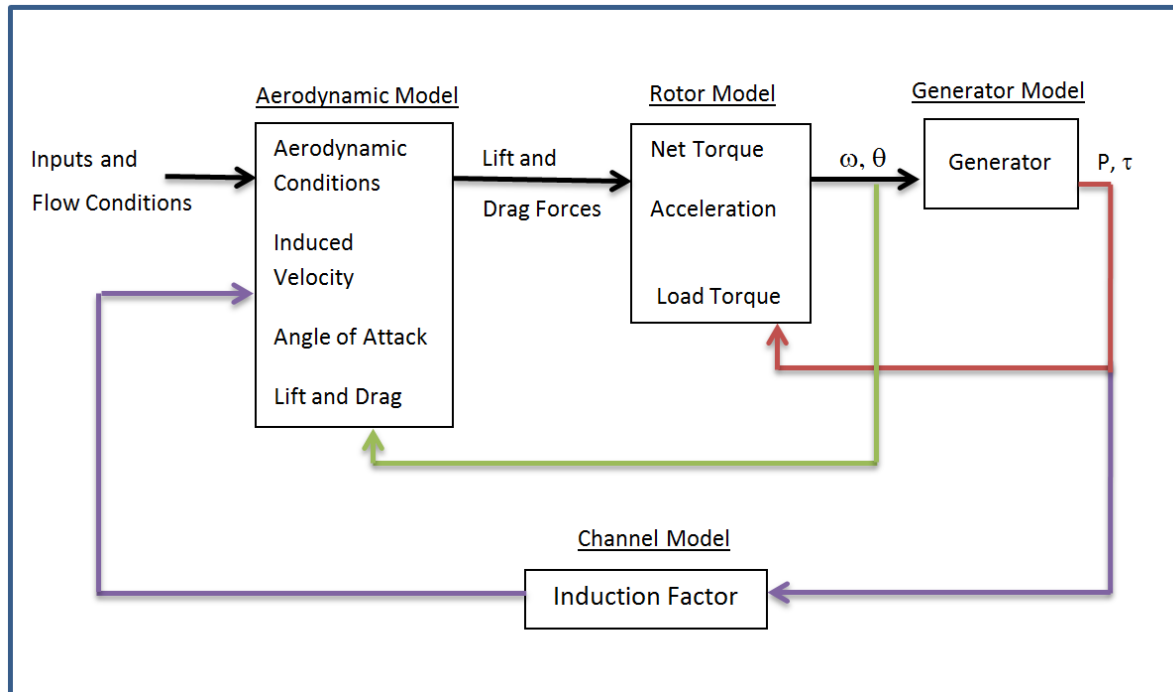 Aerodynamic Model
Rotor Model
Generator Model
Inputs and
Flow Conditions
Aerodynamic
Conditions
Induced
Velocity
Angle of Attack
Lift and Drag
Lift and
Drag Forces
Net Torque
Acceleration
Load Torque
ω, θ
Generator
P, τ
Channel Model
Induction Factor